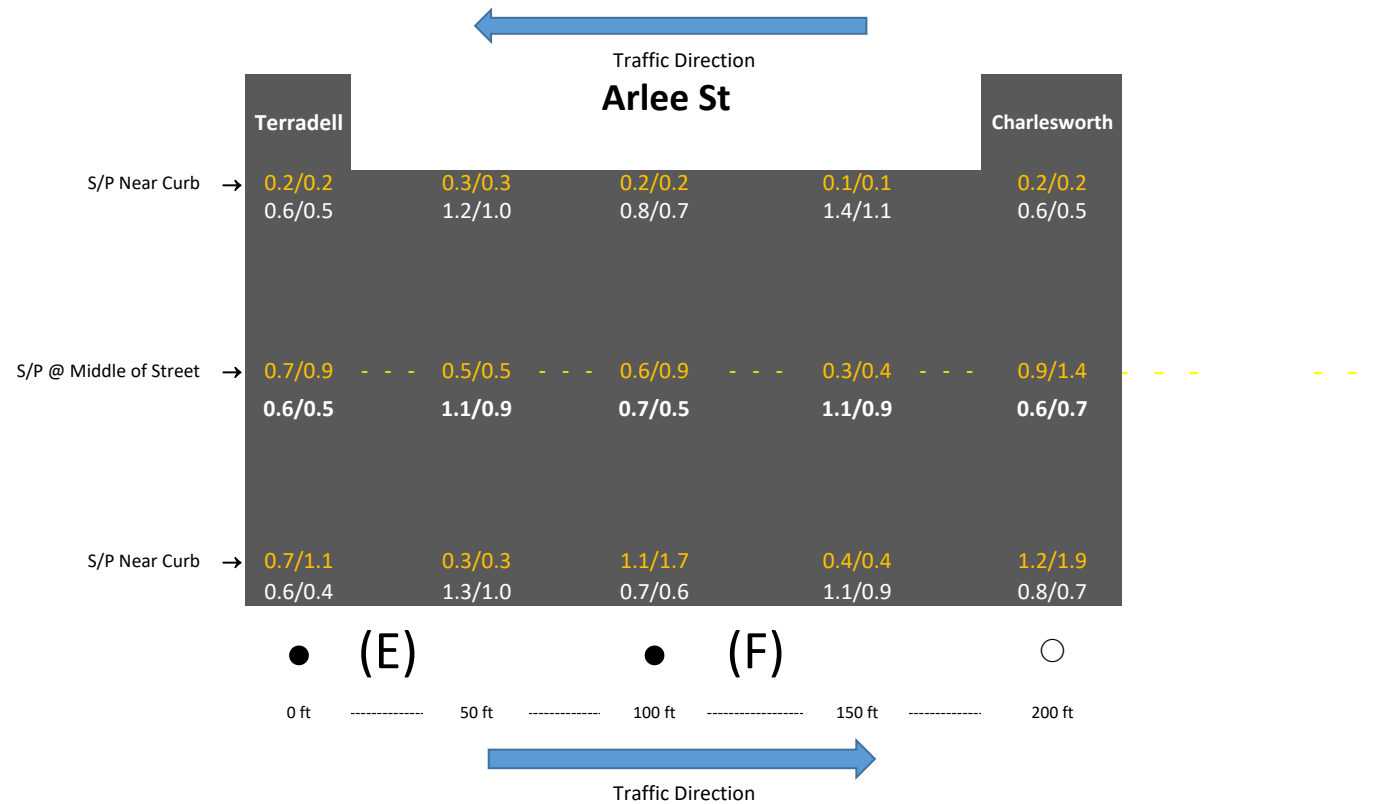 Traffic Direction
Arlee St
Terradell Charlesworth
S/P Near Curb → 0.2/0.2 0.3/0.3 0.2/0.2 0.1/0.1 0.2/0.2
0.6/0.5 1.2/1.0 0.8/0.7 1.4/1.1 0.6/0.5
S/P @ Middle of Street → 0.7/0.9 - - - 0.5/0.5 - - - 0.6/0.9 - - - 0.3/0.4 - - - 0.9/1.4 - - - - -
0.6/0.5 1.1/0.9 0.7/0.5 1.1/0.9 0.6/0.7
S/P Near Curb → 0.7/1.1 0.3/0.3 1.1/1.7 0.4/0.4 1.2/1.9
0.6/0.4 1.3/1.0 0.7/0.6 1.1/0.9 0.8/0.7
● (E) ● (F) ○
0 ft -------------- 50 ft -------------- 100 ft ------------------- 150 ft -------------- 200 ft
Traffic Direction